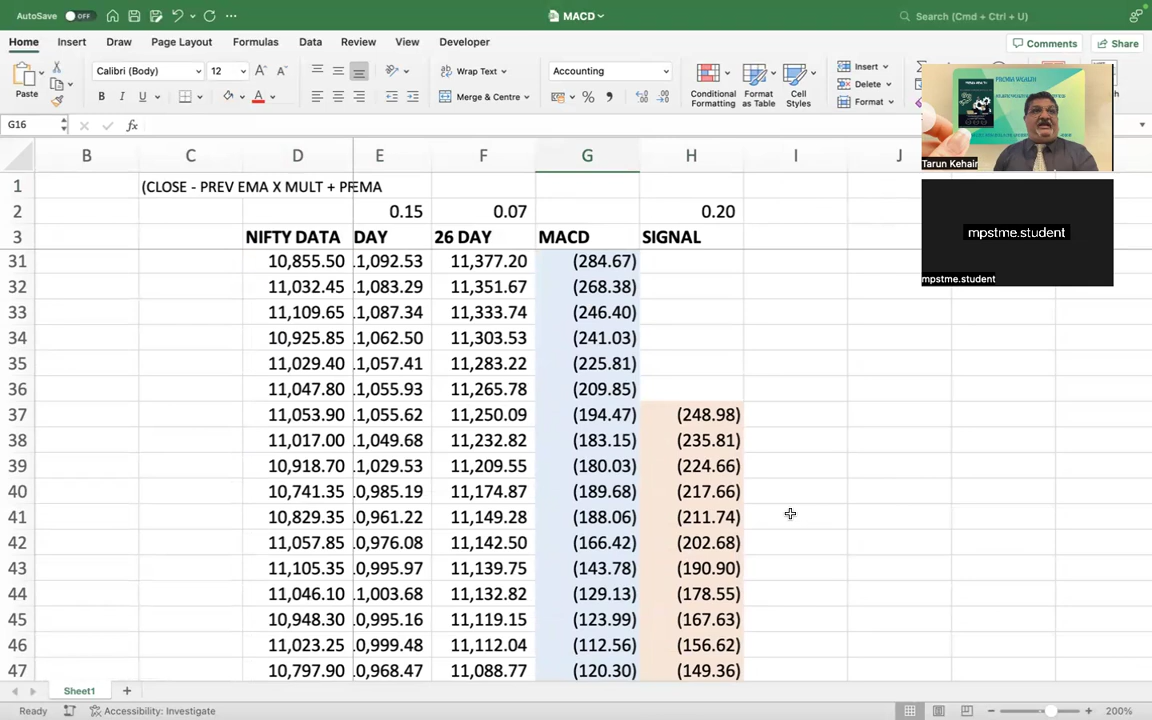 AutoSave OFF MACD Search (Cmd + Ctrl + U)
Home Insert Draw Page Layout Formulas Data Review View Developer Comments Share
Paste Calibri (Body) 12 A A Wrap Text Accounting Conditional Formatting Format as Table Cell Styles Insert
B I U A Merge & Centre % Delete
Format
PREMA WEALTH
Tarun Kehair
mpstme.student
mpstme.student
G16 fx
B C D E F G H I J
1 (CLOSE - PREV EMA X MULT + PEMA
2 0.15 0.07 0.20
3 NIFTY DATA DAY 26 DAY MACD SIGNAL
31 10,855.50 1,092.53 11,377.20 (284.67)
32 11,032.45 1,083.29 11,351.67 (268.38)
33 11,109.65 1,087.34 11,333.74 (246.40)
34 10,925.85 1,062.50 11,303.53 (241.03)
35 11,029.40 1,057.41 11,283.22 (225.81)
36 11,047.80 1,055.93 11,265.78 (209.85)
37 11,053.90 1,055.62 11,250.09 (194.47) (248.98)
38 11,017.00 1,049.68 11,232.82 (183.15) (235.81)
39 10,918.70 1,029.53 11,209.55 (180.03) (224.66)
40 10,741.35 0,985.19 11,174.87 (189.68) (217.66)
41 10,829.35 0,961.22 11,149.28 (188.06) (211.74)
42 11,057.85 0,976.08 11,142.50 (166.42) (202.68)
43 11,105.35 0,995.97 11,139.75 (143.78) (190.90)
44 11,046.10 1,003.68 11,132.82 (129.13) (178.55)
45 10,948.30 0,995.16 11,119.15 (123.99) (167.63)
46 11,023.25 0,999.48 11,112.04 (112.56) (156.62)
47 10,797.90 0,968.47 11,088.77 (120.30) (149.36)
Sheet1 +
Ready Accessibility: Investigate 200%